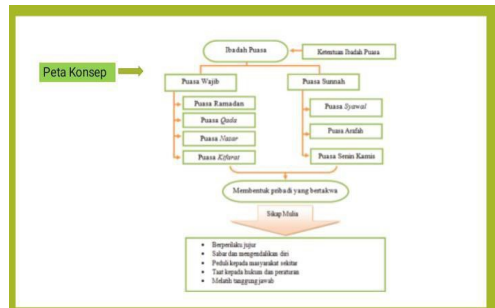 Ibadah Puasa
Ketentuan Ibadah Puasa
Peta Konsep
Puasa Wajib
Puasa Sunnah
Puasa Ramadan
Puasa Qada
Puasa Nazar
Puasa Kifarat
Puasa Syawal
Puasa Arafah
Puasa Senin Kamis
Membentuk pribadi yang bertakwa
Sikap Mulia
• Berperilaku jujur
• Sabar dan mengendalikan diri
• Peduli kepada masyarakat sekitar
• Taat kepada hukum dan peraturan
• Melatih tanggung jawab